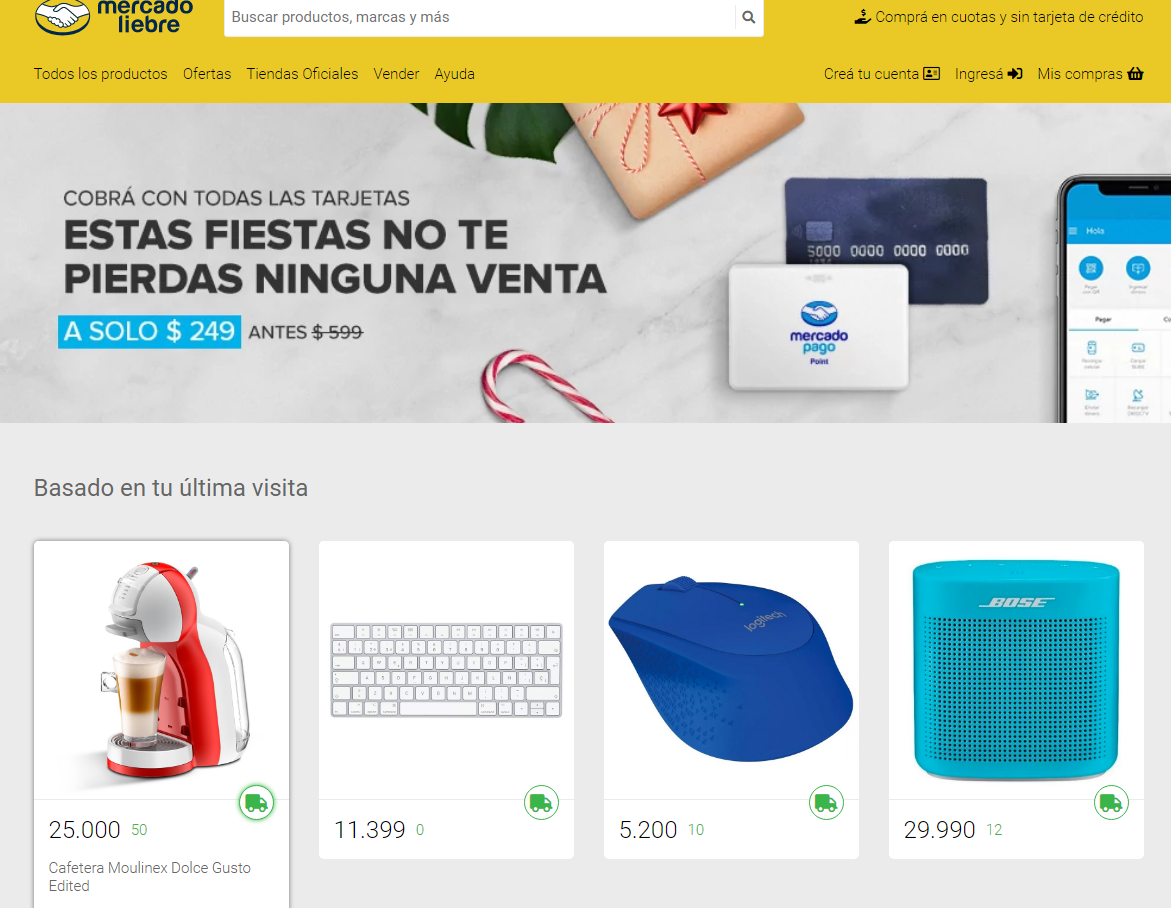 mercado
liebre
Buscar productos, marcas y más
Comprá en cuotas y sin tarjeta de crédito
Todos los productos Ofertas Tiendas Oficiales Vender Ayuda
Creá tu cuenta Ingresá Mis compras
COBRÁ CON TODAS LAS TARJETAS
ESTAS FIESTAS NO TE
PIERDAS NINGUNA VENTA
A SOLO $ 249 ANTES $ 599
5000 0000 0000 0000
mercado
pago
Point
Hola
Pagar
Basado en tu última visita
logitech
BOSE
25.000 50
Cafetera Moulinex Dolce Gusto
Edited
11.399 0
5.200 10
29.990 12